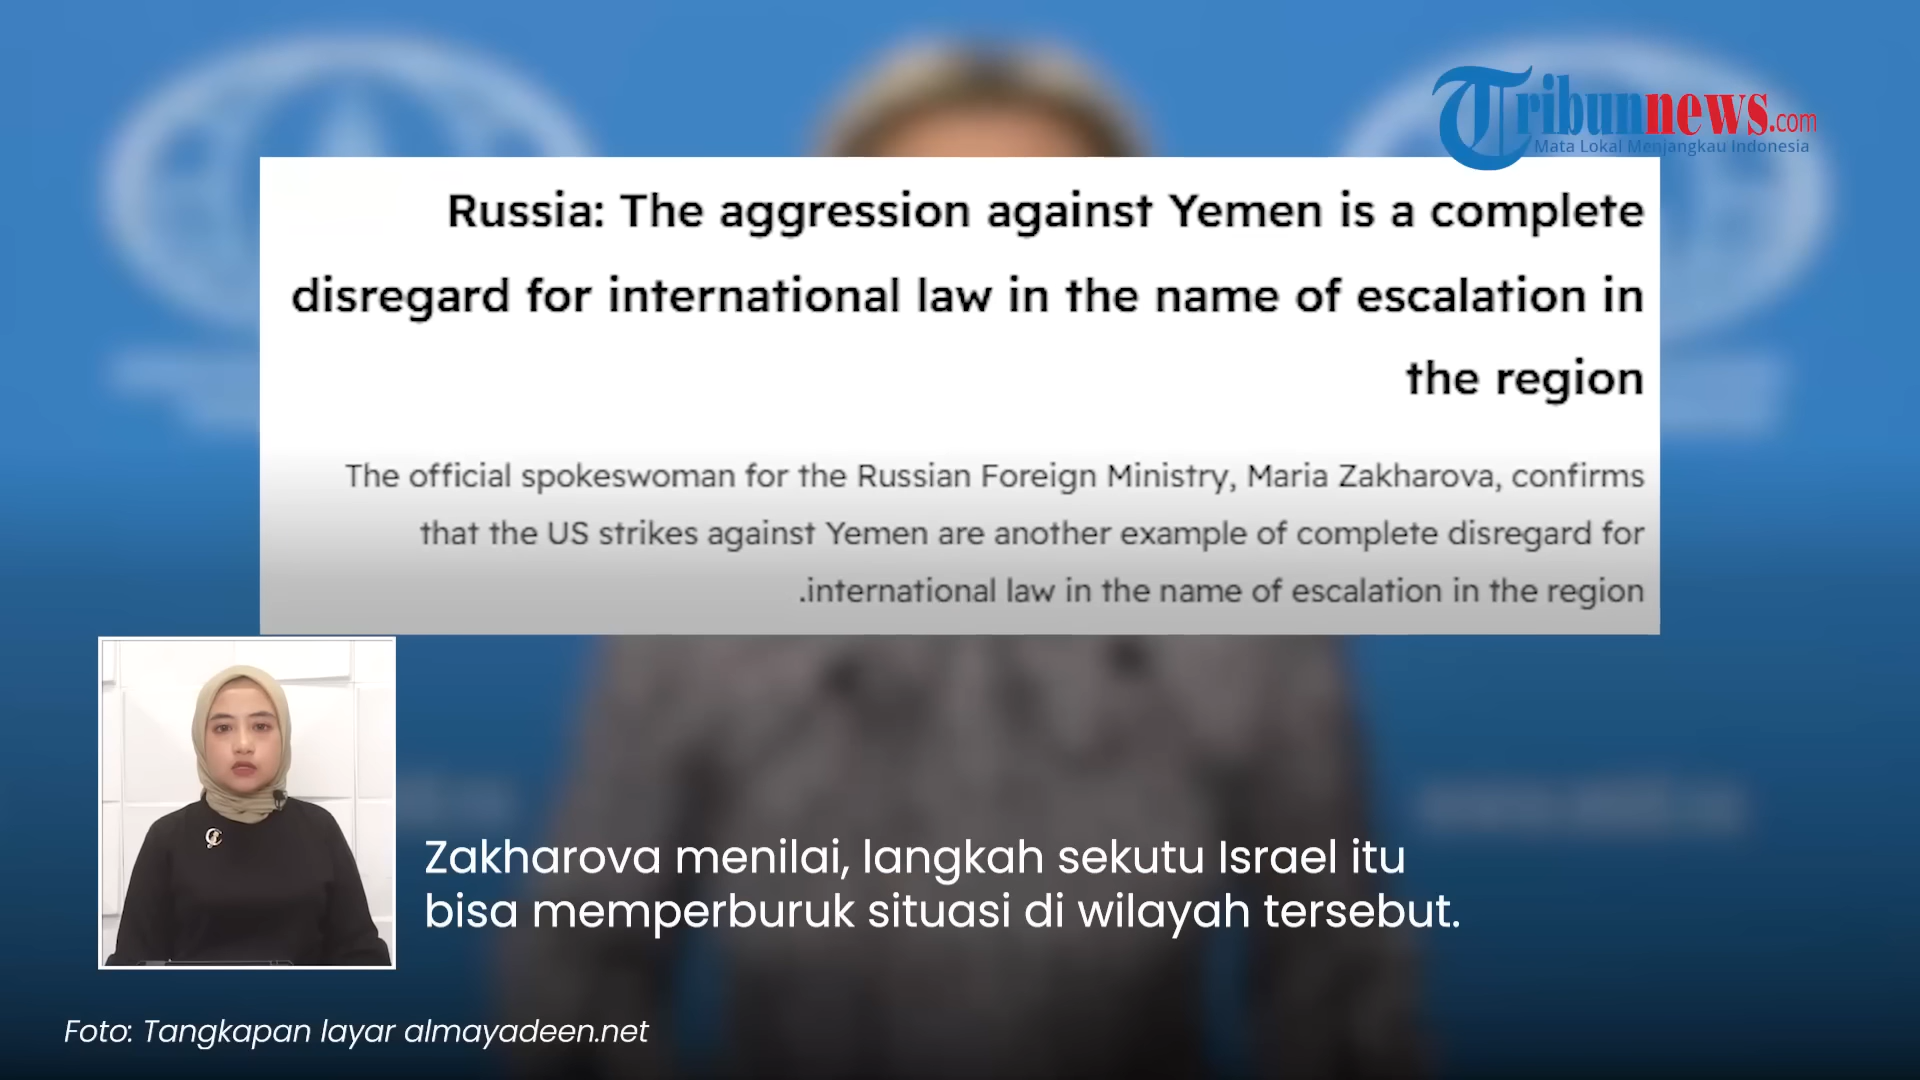 Tribunnews.com
Mata Lokal Menjangkau Indonesia
Russia: The aggression against Yemen is a complete
disregard for international law in the name of escalation in
the region
The official spokeswoman for the Russian Foreign Ministry, Maria Zakharova, confirms
that the US strikes against Yemen are another example of complete disregard for
.international law in the name of escalation in the region
Zakharova menilai, langkah sekutu Israel itu
bisa memperburuk situasi di wilayah tersebut.
Foto: Tangkapan layar almayadeen.net